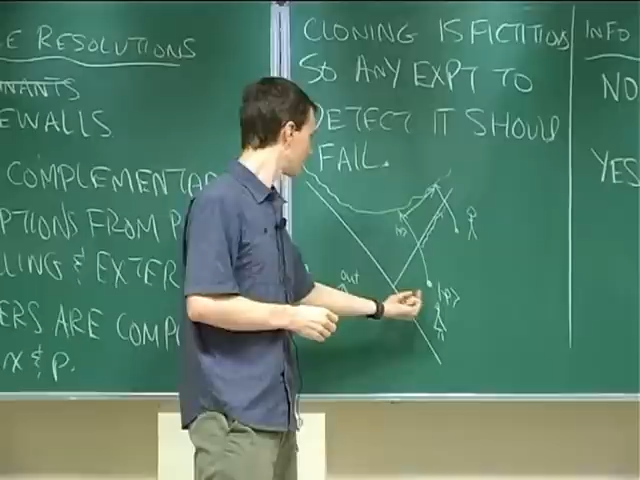 E RESOLUTIONS
NANTS
EWALLS
COMPLEMENTAR
PTIONS FROM P
LLING & EXTER
ERS ARE COMP
x & p.
CLONING IS FICTITIOUS
SO ANY EXPT TO
DETECT IT SHOULD
FAIL.
out
|ψ>
INFO
NO
YES